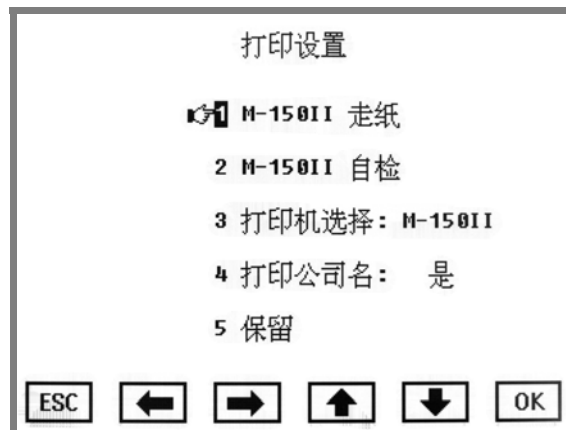 打印设置
1 M-150II 走纸
2 M-150II 自检
3 打印机选择: M-150II
4 打印公司名: 是
5 保留
ESC OK